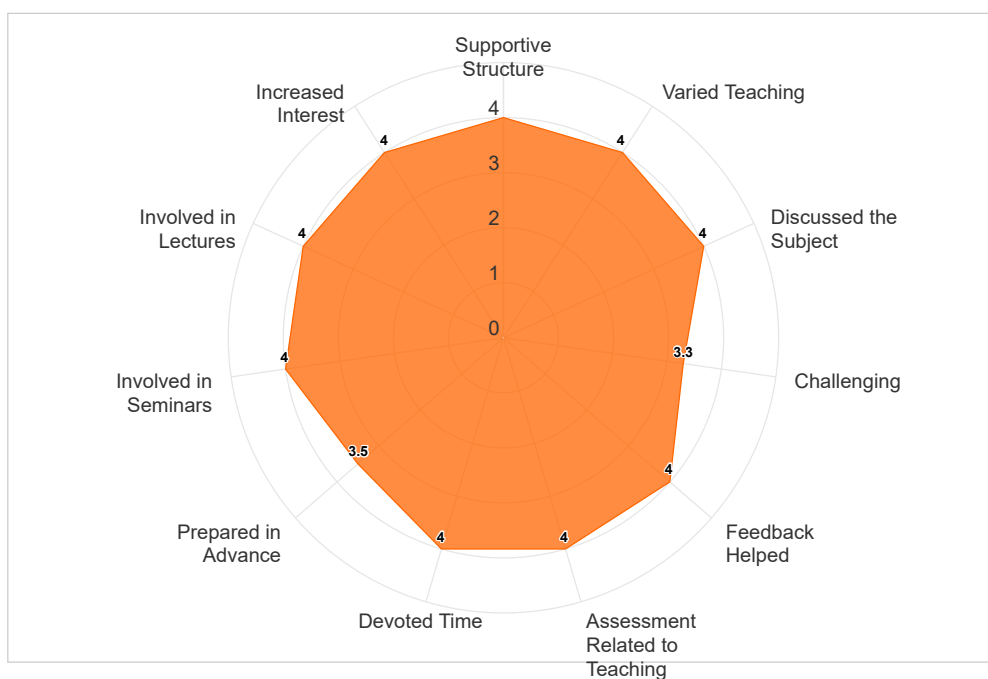 Supportive
Structure
Increased
Interest
Varied Teaching
4
4
4
3
Involved in
Lectures
4
4
Discussed the
Subject
2
1
0
Involved in
Seminars
4
3.3
Challenging
3.5
4
Prepared in
Advance
4
4
Feedback
Helped
Devoted Time
Assessment
Related to
Teaching